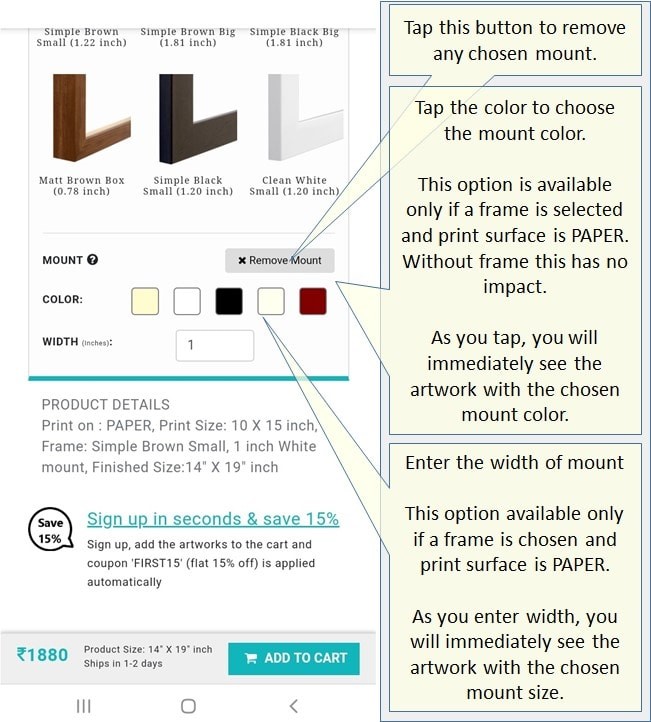 Simple Brown
Small (1.22 inch)
Simple Brown Big
(1.81 inch)
Simple Black Big
(1.81 inch)
Matt Brown Box
(0.78 inch)
Simple Black
Small (1.20 inch)
Clean White
Small (1.20 inch)
MOUNT ?
✖ Remove Mount
COLOR:
WIDTH (Inches):
1
PRODUCT DETAILS
Print on : PAPER, Print Size: 10 X 15 inch,
Frame: Simple Brown Small, 1 inch White
mount, Finished Size:14" X 19" inch
Save
15%
Sign up in seconds & save 15%
Sign up, add the artworks to the cart and
coupon 'FIRST15' (flat 15% off) is applied
automatically
₹1880
Product Size: 14" X 19" inch
Ships in 1-2 days
ADD TO CART
Tap this button to remove
any chosen mount.
Tap the color to choose
the mount color.
This option is available
only if a frame is selected
and print surface is PAPER.
Without frame this has no
impact.
As you tap, you will
immediately see the
artwork with the chosen
mount color.
Enter the width of mount
This option available only
if a frame is chosen and
print surface is PAPER.
As you enter width, you
will immediately see the
artwork with the chosen
mount size.